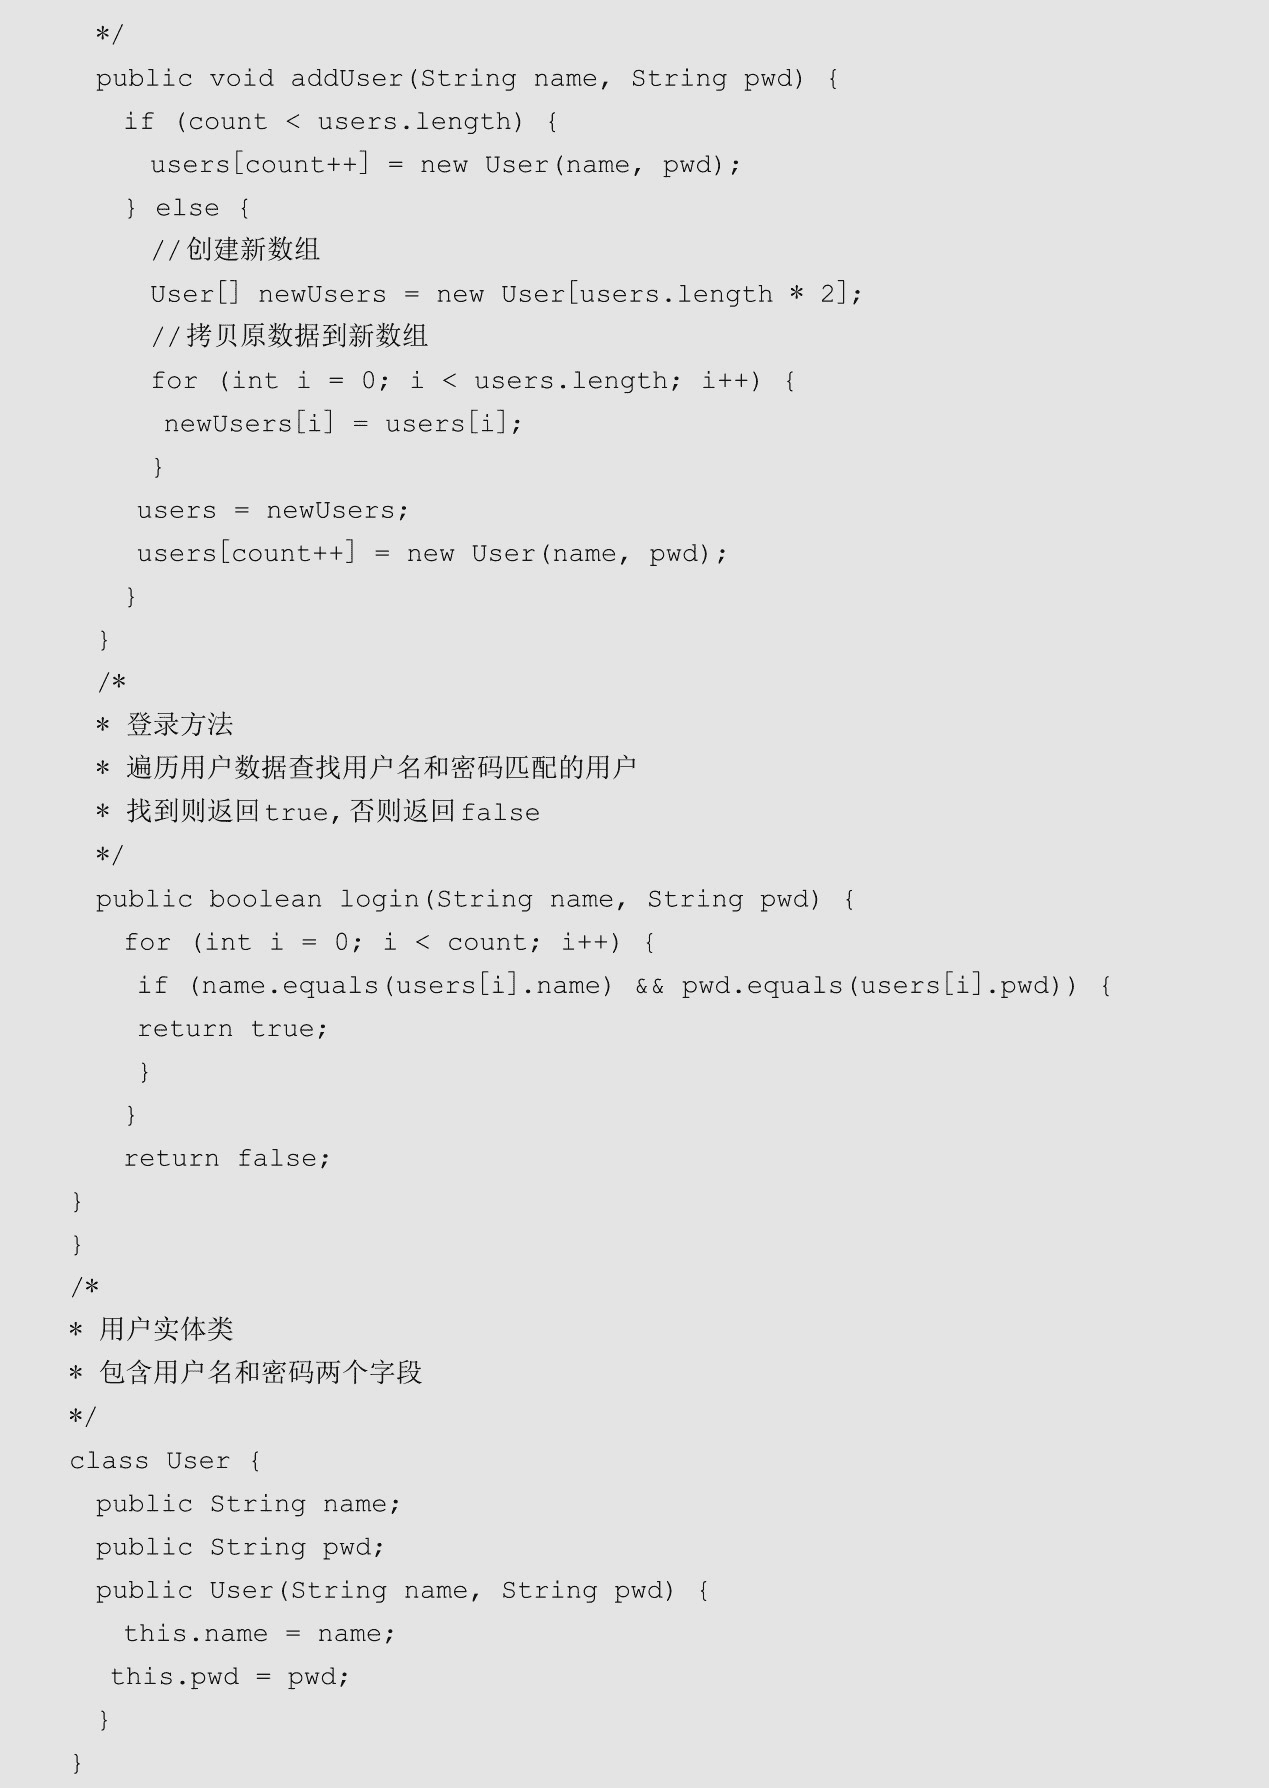 */
public void addUser(String name, String pwd) {
if (count < users.length) {
users[count++] = new User(name, pwd);
} else {
//创建新数组
User[] newUsers = new User[users.length * 2];
//拷贝原数据到新数组
for (int i = 0; i < users.length; i++) {
newUsers[i] = users[i];
}
users = newUsers;
users[count++] = new User(name, pwd);
}
}
/*
* 登录方法
* 遍历用户数据查找用户名和密码匹配的用户
* 找到则返回true,否则返回false
*/
public boolean login(String name, String pwd) {
for (int i = 0; i < count; i++) {
if (name.equals(users[i].name) && pwd.equals(users[i].pwd)) {
return true;
}
}
return false;
}
}
/*
* 用户实体类
* 包含用户名和密码两个字段
*/
class User {
public String name;
public String pwd;
public User(String name, String pwd) {
this.name = name;
this.pwd = pwd;
}
}